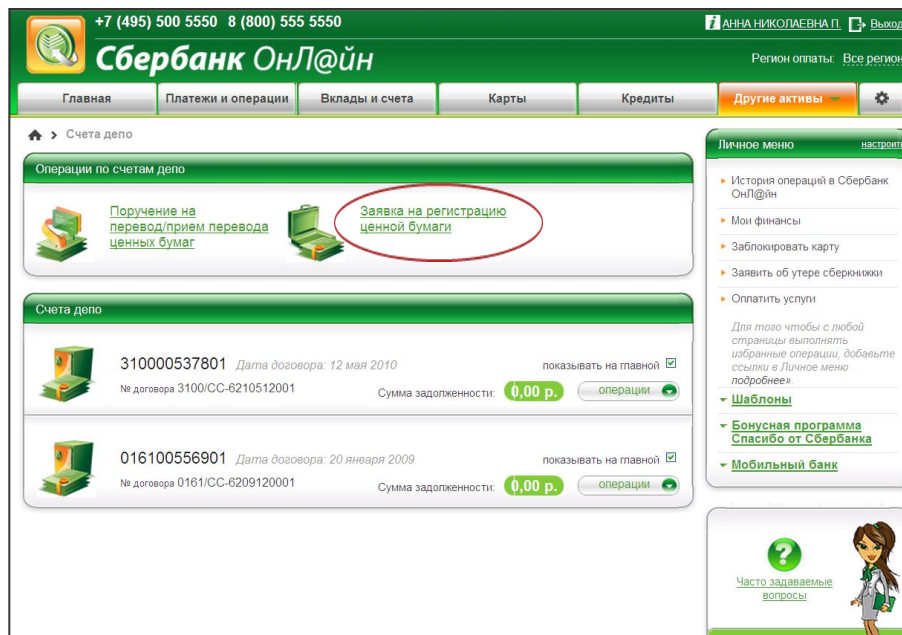 +7 (495) 500 5550 8 (800) 555 5550
АННА НИКОЛАЕВНА П. Выход
Сбербанк ОнЛ@йн
Регион оплаты: Все регион
Главная Платежи и операции Вклады и счета Карты Кредиты Другие активы
Счета депо
Операции по счетам депо
Поручение на
перевод/прием перевода
ценных бумаг
Заявка на регистрацию
ценной бумаги
Счета депо
310000537801 Дата договора: 12 мая 2010 показывать на главной
№ договора 3100/СС-6210512001 Сумма задолженности: 0,00 р. операции
016100556901 Дата договора: 20 января 2009 показывать на главной
№ договора 0161/СС-6209120001 Сумма задолженности: 0,00 р. операции
Личное меню настроить
История операций в Сбербанк
ОнЛ@йн
Мои финансы
Заблокировать карту
Заявить об утере сберкнижки
Оплатить услуги
Для того чтобы с любой
страницы выполнять
избранные операции, добавьте
ссылки в Личное меню
подробнее».
Шаблоны
Бонусная программа
Спасибо от Сбербанка
Мобильный банк
Часто задаваемые
вопросы